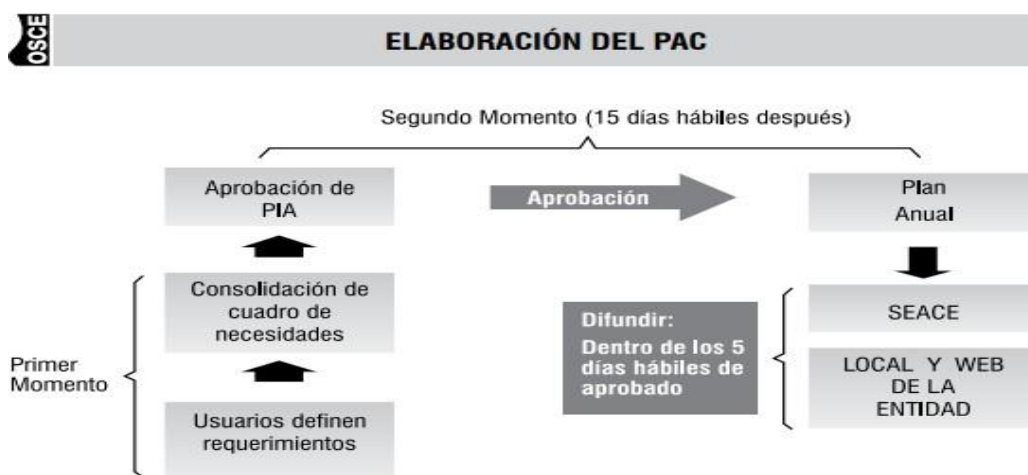 OSCE
ELABORACIÓN DEL PAC
Segundo Momento (15 días hábiles después)
Aprobación de
PIA
Aprobación
Plan
Anual
Consolidación de
cuadro de
necesidades
Primer
Momento
Usuarios definen
requerimientos
Difundir:
Dentro de los 5
días hábiles de
aprobado
SEACE
LOCAL Y WEB
DE LA
ENTIDAD